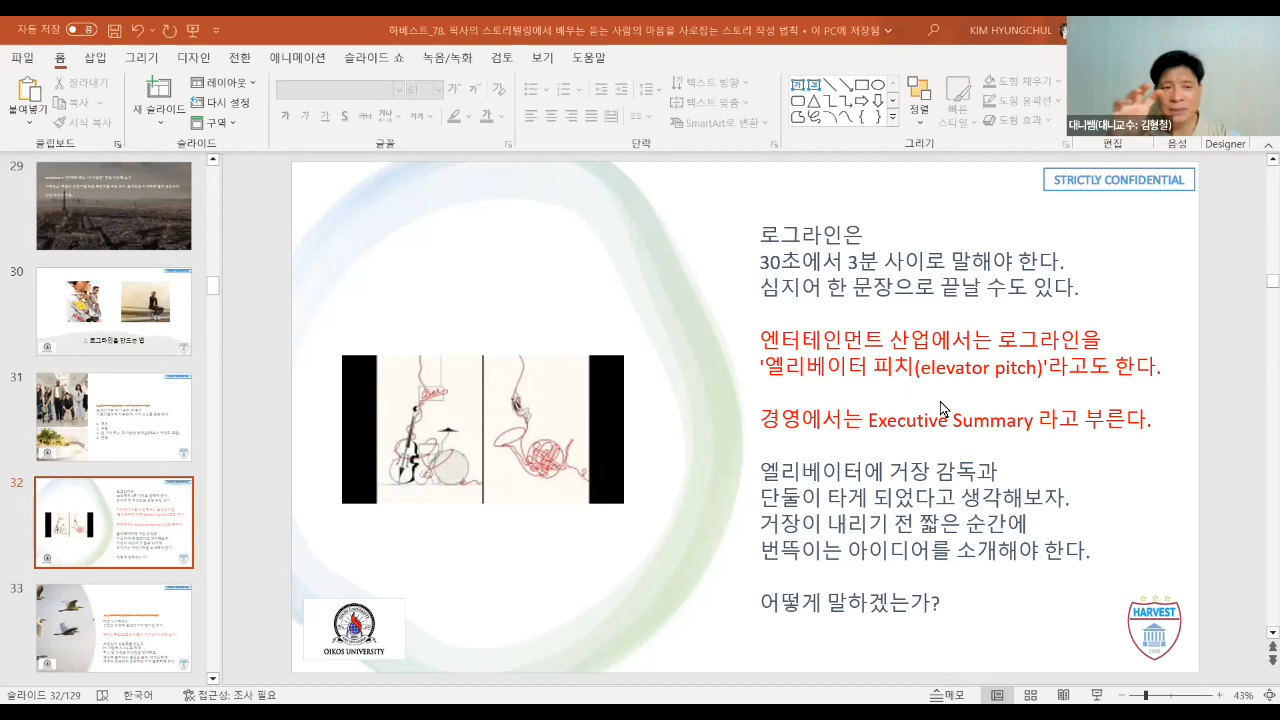 자동 저장
하베스트_78. 픽사의 스토리텔링에서 배우는 듣는 사람의 마음을 사로잡는 스토리 작성 법칙 • 이 PC에 저장됨
KIM HYUNGCHUL
파일 홈 삽입 그리기 디자인 전환 애니메이션 슬라이드 쇼 녹음/녹화 검토 보기 도움말
잘라내기
복사
서식 복사
붙여넣기
클립보드
새 슬라이드
레이아웃
다시 설정
구역
슬라이드
61
글꼴
텍스트 방향
텍스트 맞춤
SmartArt로 변환
단락
정렬
빠른 스타일
도형 채우기
도형 윤곽선
도형 효과
그리기
편집
음성
Designer
대니쌤(대니교수: 김형철)
29
30
2. 로그라인을 만드는 법
31
32
33
STRICTLY CONFIDENTIAL
로그라인은
30초에서 3분 사이로 말해야 한다.
심지어 한 문장으로 끝날 수도 있다.
엔터테인먼트 산업에서는 로그라인을
'엘리베이터 피치(elevator pitch)'라고도 한다.
경영에서는 Executive Summary 라고 부른다.
엘리베이터에 거장 감독과
단둘이 타게 되었다고 생각해보자.
거장이 내리기 전 짧은 순간에
번뜩이는 아이디어를 소개해야 한다.
어떻게 말하겠는가?
OIKOS UNIVERSITY
HARVEST
슬라이드 32/129 한국어 접근성: 조사 필요
메모
43%